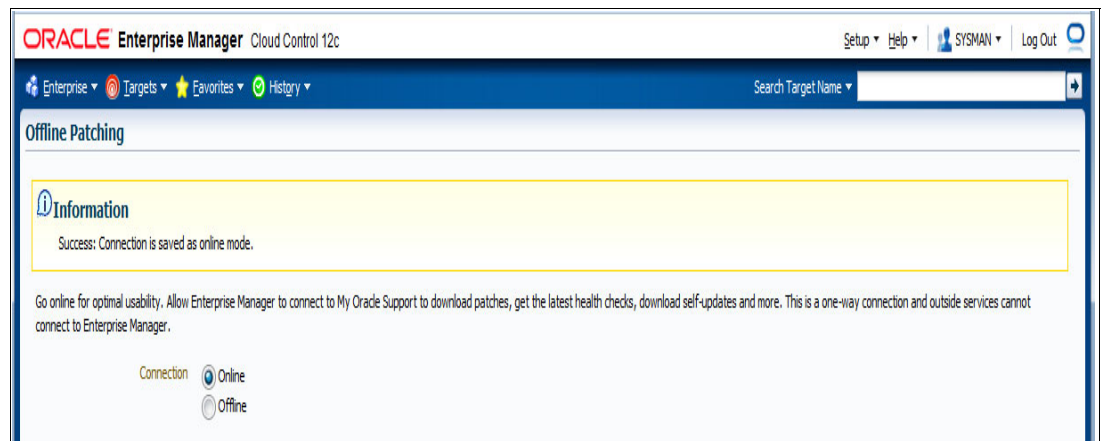 ORACLE Enterprise Manager Cloud Control 12c
Setup Help SYSMAN Log Out
Enterprise Targets Favorites History
Search Target Name
Offline Patching
Information
Success: Connection is saved as online mode.
Go online for optimal usability. Allow Enterprise Manager to connect to My Oracle Support to download patches, get the latest health checks, download self-updates and more. This is a one-way connection and outside services cannot
connect to Enterprise Manager.
Connection Online
Offline